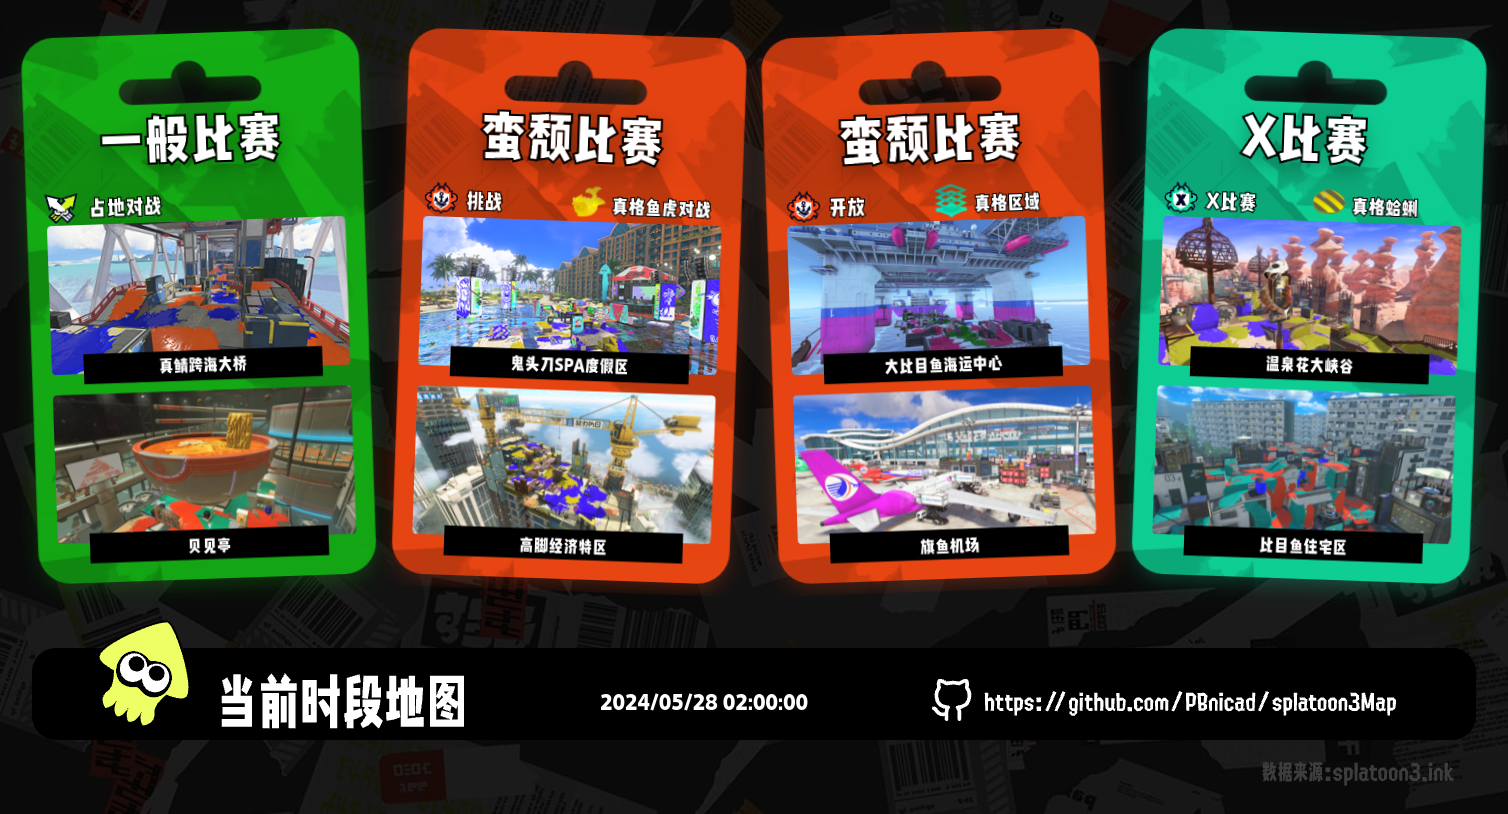 一般比赛
占地对战
真鲷跨海大桥
贝见亭
蛮颓比赛
挑战
真格鱼虎对战
鬼头刀SPA度假区
高脚经济特区
蛮颓比赛
开放
真格区域
大比目鱼海运中心
旗鱼机场
X比赛
X比赛
真格蛤蜊
温泉花大峡谷
比目鱼住宅区
当前时段地图
2024/05/28 02:00:00
https://github.com/PBnicad/splatoon3Map
数据来源:splatoon3.ink